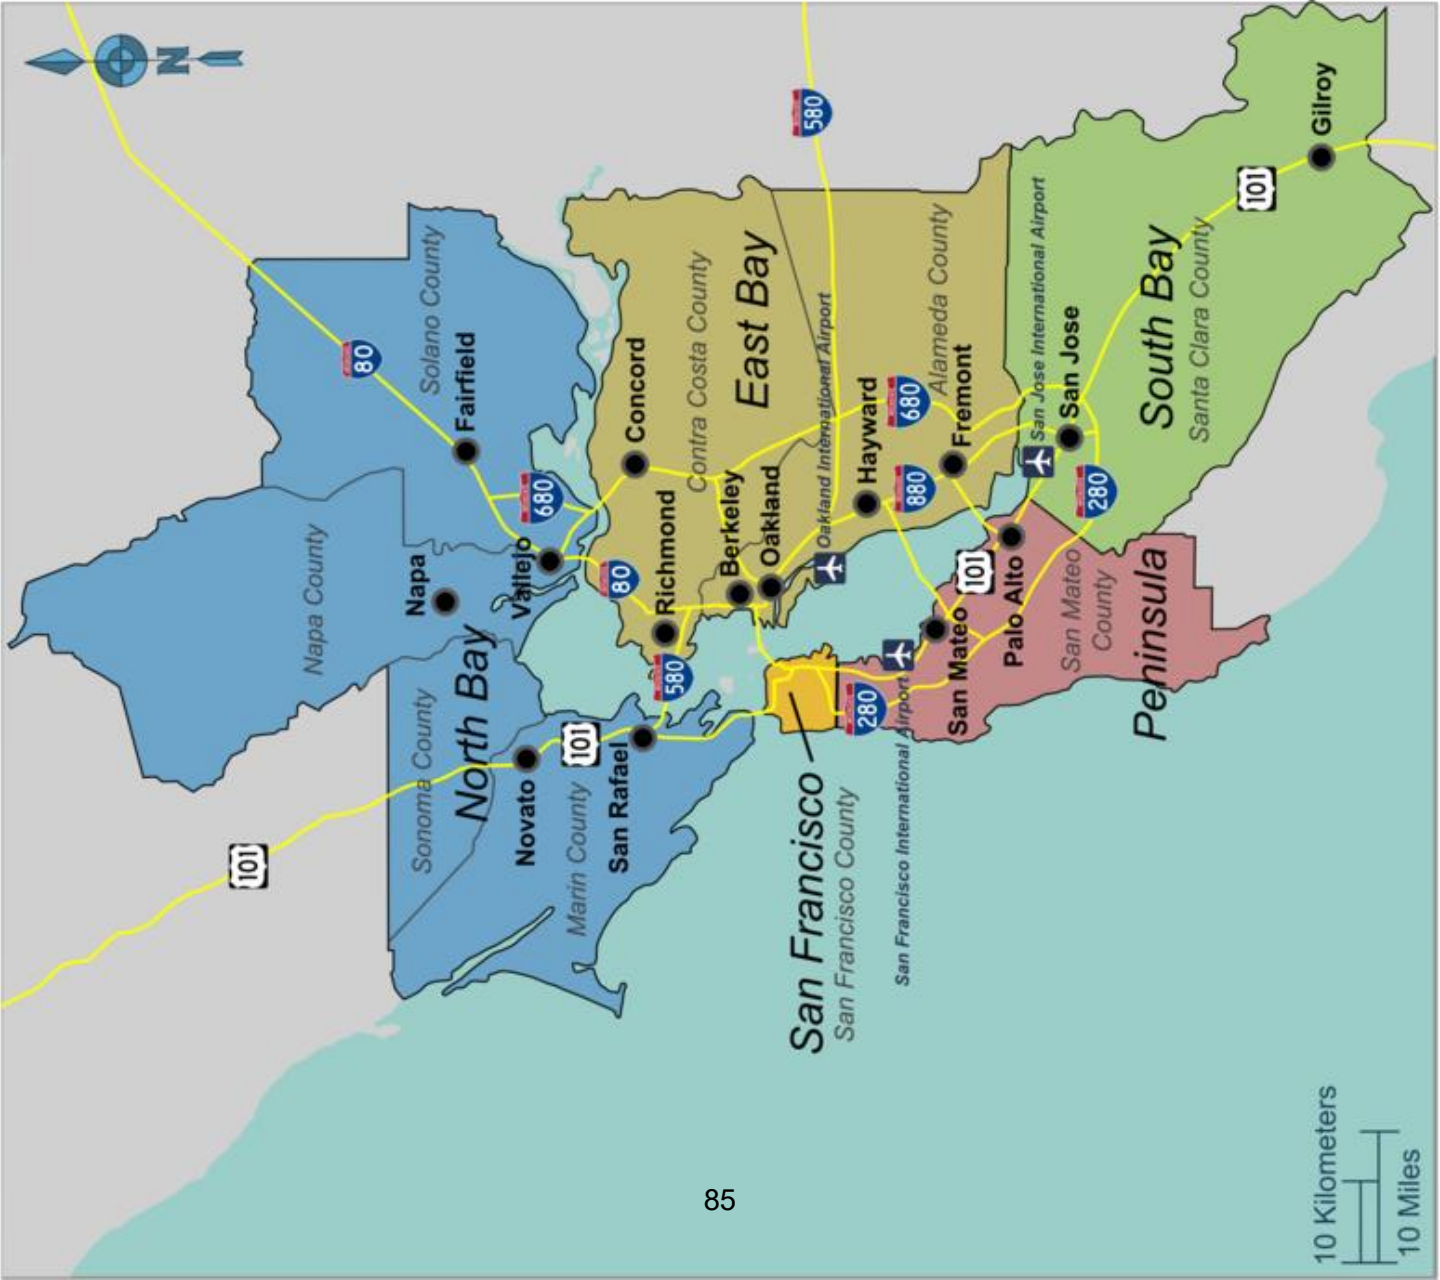 N
101
80
Napa County
Solano County
Sonoma County
Napa
Fairfield
North Bay
Vallejo
680
Novato
101
Marin County
San Rafael
80
Concord
580
Richmond
Contra Costa County
Berkeley
East Bay
Oakland
580
San Francisco
San Francisco County
Oakland International Airport
280
Hayward
680
880
Alameda County
San Francisco International Airport
San Mateo
Fremont
101
Palo Alto
San Jose International Airport
San Jose
San Mateo
County
280
Peninsula
South Bay
Santa Clara County
101
Gilroy
10 Kilometers
10 Miles
85